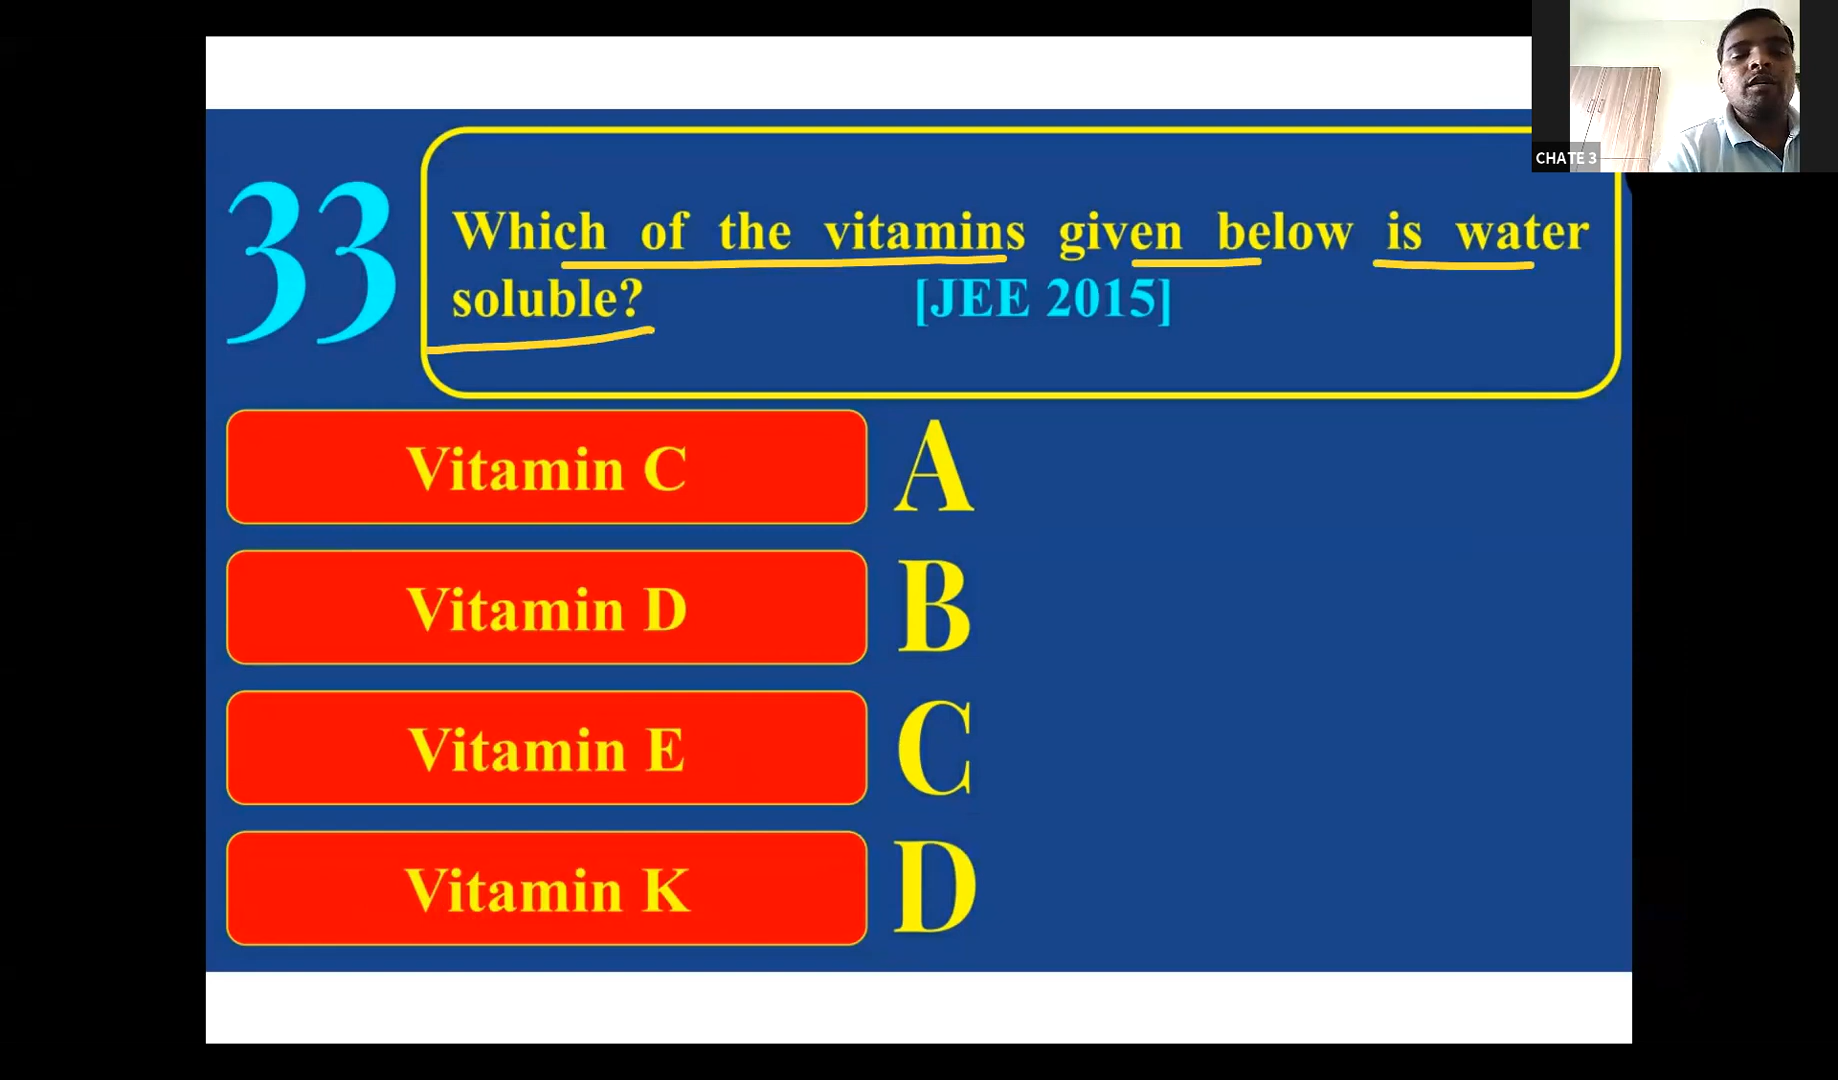 CHATE 3
33
Which of the vitamins given below is water
soluble? [JEE 2015]
Vitamin C A
Vitamin D B
Vitamin E C
Vitamin K D